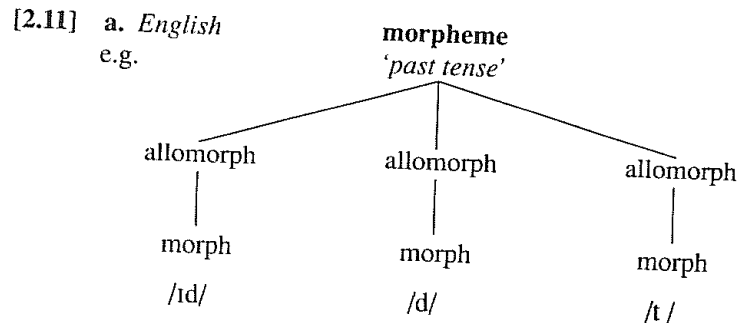 [2.11] a. English
e.g.
morpheme
'past tense'
allomorph allomorph allomorph
morph morph morph
/ɪd/ /d/ /t /